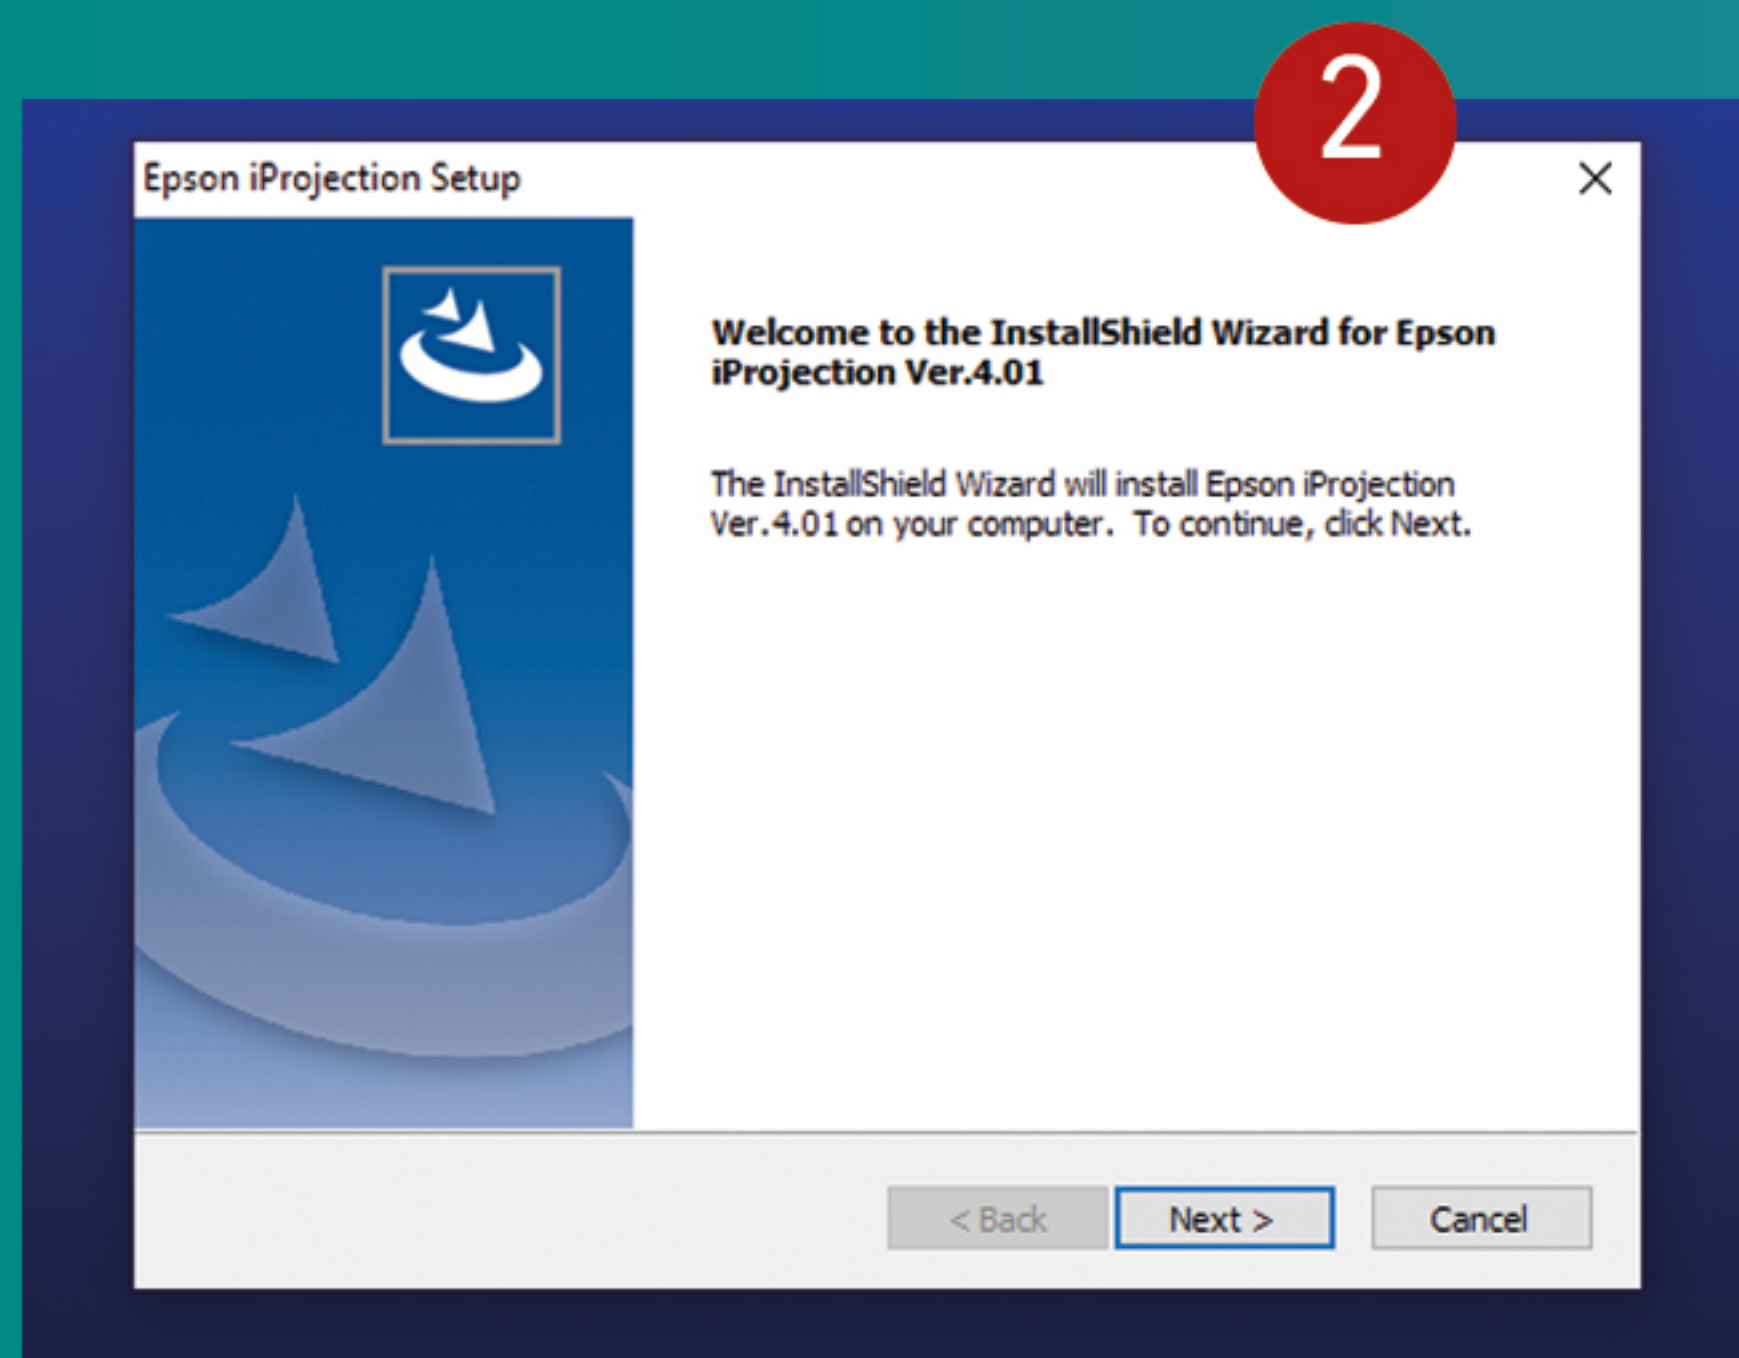 2
Epson iProjection Setup
Welcome to the InstallShield Wizard for Epson
iProjection Ver.4.01
The InstallShield Wizard will install Epson iProjection
Ver.4.01 on your computer.  To continue, click Next.
< Back
Next >
Cancel